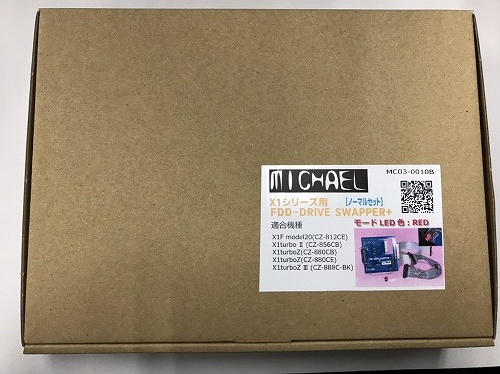 MICHAEL
MC03-0010B
X1シリーズ用 [ノーマルセット]
FDD-DRIVE SWAPPER+
モードLED色：RED
適合機種
X1F model20(CZ-812CE)
X1turbo Ⅱ (CZ-856CB)
X1turboZ(CZ-880CB)
X1turboZ(CZ-880CE)
X1turboZ Ⅲ (CZ-888C-BK)